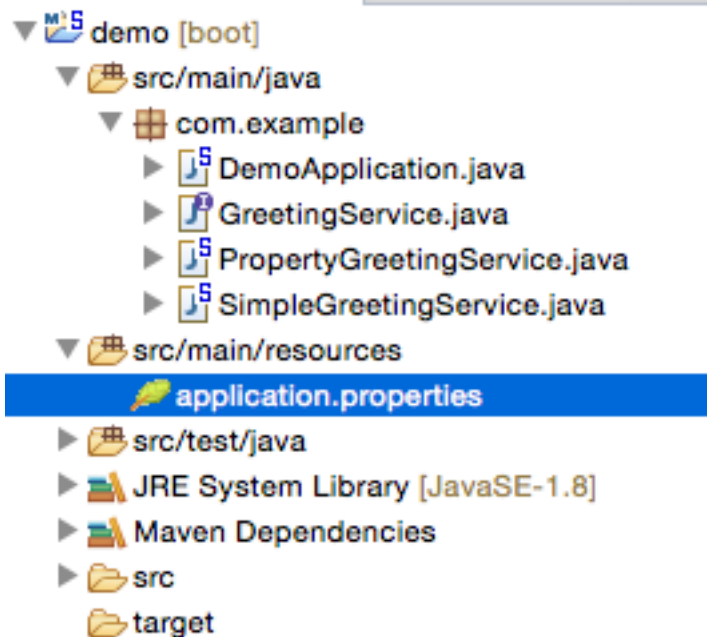 demo [boot]
src/main/java
com.example
DemoApplication.java
GreetingService.java
PropertyGreetingService.java
SimpleGreetingService.java
src/main/resources
application.properties
src/test/java
JRE System Library [JavaSE-1.8]
Maven Dependencies
src
target